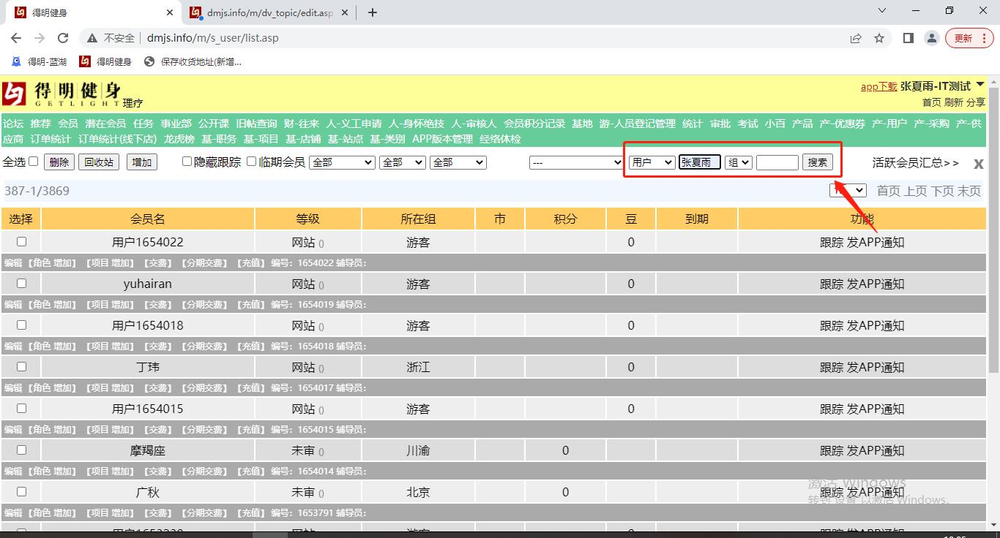 得明健身
dmjs.info/m/dv_topic/edit.asp
不安全 dmjs.info/m/s_user/list.asp 更新
得明-蓝湖 得明健身 保存收货地址(新增...
得明健身 GETLIGHT 理疗
app下载 张夏雨-IT测试
首页 刷新 分享
论坛 推荐 会员 潜在会员 任务 事业部 公开课 旧帖查询 财-往来 人-义工申请 人-身怀绝技 人-审核人 会员积分记录 基地 游-人员登记管理 统计 审批 考试 小百 产品 产-优惠券 产-用户 产-采购 产-供
应商 订单统计 订单统计(线下店) 龙虎榜 基-职务 基-项目 基-店铺 基-站点 基-类别 APP版本管理 经络体检
全选 删除 回收站 增加 隐藏跟踪 临期会员 全部 全部 全部 --- 用户 张夏雨 组 搜索 活跃会员汇总>> X
387-1/3869 首页 上页 下页 末页
选择 会员名 等级 所在组 市 积分 豆 到期 功能
用户1654022 网站 () 游客 0 跟踪 发APP通知
编辑 【角色 增加】 【项目 增加】 【交费】 【分期交费】 【充值】 编号：1654022 辅导员：
yuhairan 网站 () 游客 0 跟踪 发APP通知
编辑 【角色 增加】 【项目 增加】 【交费】 【分期交费】 【充值】 编号：1654019 辅导员：
用户1654018 网站 () 游客 0 跟踪 发APP通知
编辑 【角色 增加】 【项目 增加】 【交费】 【分期交费】 【充值】 编号：1654018 辅导员：
丁玮 网站 () 浙江 0 跟踪 发APP通知
编辑 【角色 增加】 【项目 增加】 【交费】 【分期交费】 【充值】 编号：1654017 辅导员：
用户1654015 网站 () 游客 0 跟踪 发APP通知
编辑 【角色 增加】 【项目 增加】 【交费】 【分期交费】 【充值】 编号：1654015 辅导员：
摩羯座 未审 () 川渝 0 跟踪 发APP通知
编辑 【角色 增加】 【项目 增加】 【交费】 【分期交费】 【充值】 编号：1654014 辅导员：
广秋 未审 () 北京 0 跟踪 发APP通知
激活 Windows
转到"设置"以激活 Windows。
编辑 【角色 增加】 【项目 增加】 【交费】 【分期交费】 【充值】 编号：1653791 辅导员：